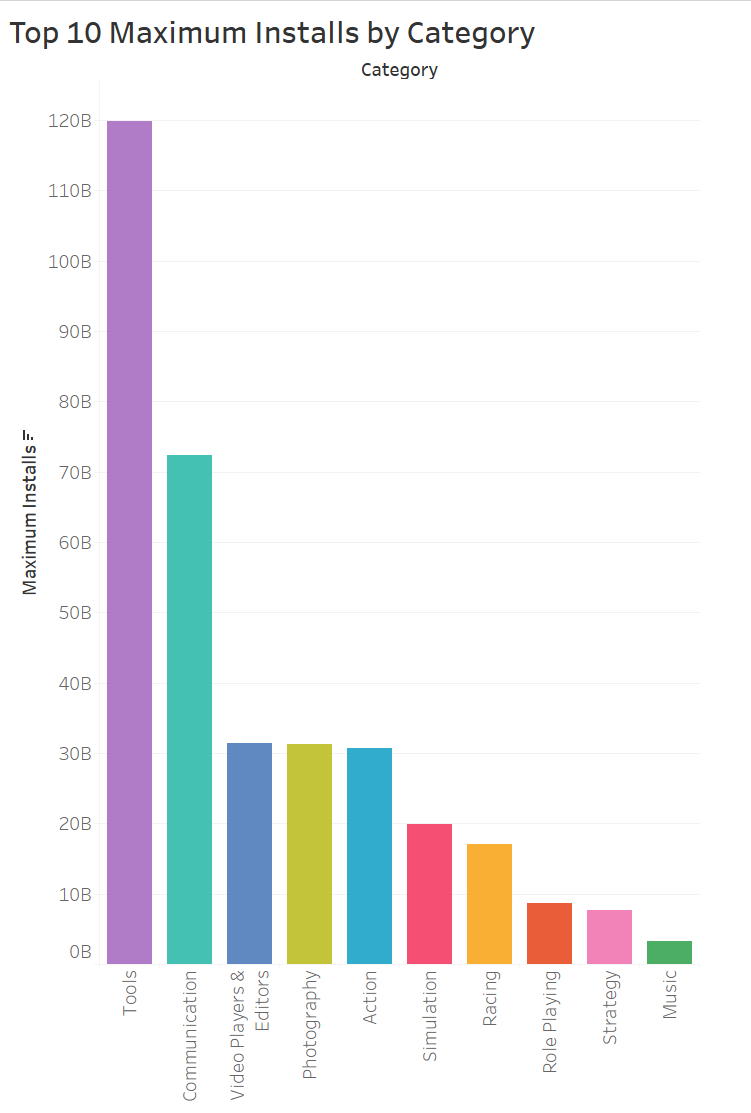 Top 10 Maximum Installs by Category
Category
120B
110B
100B
90B
80B
70B
60B
50B
40B
30B
20B
10B
0B
Maximum Installs
Tools
Communication
Video Players &
Editors
Photography
Action
Simulation
Racing
Role Playing
Strategy
Music